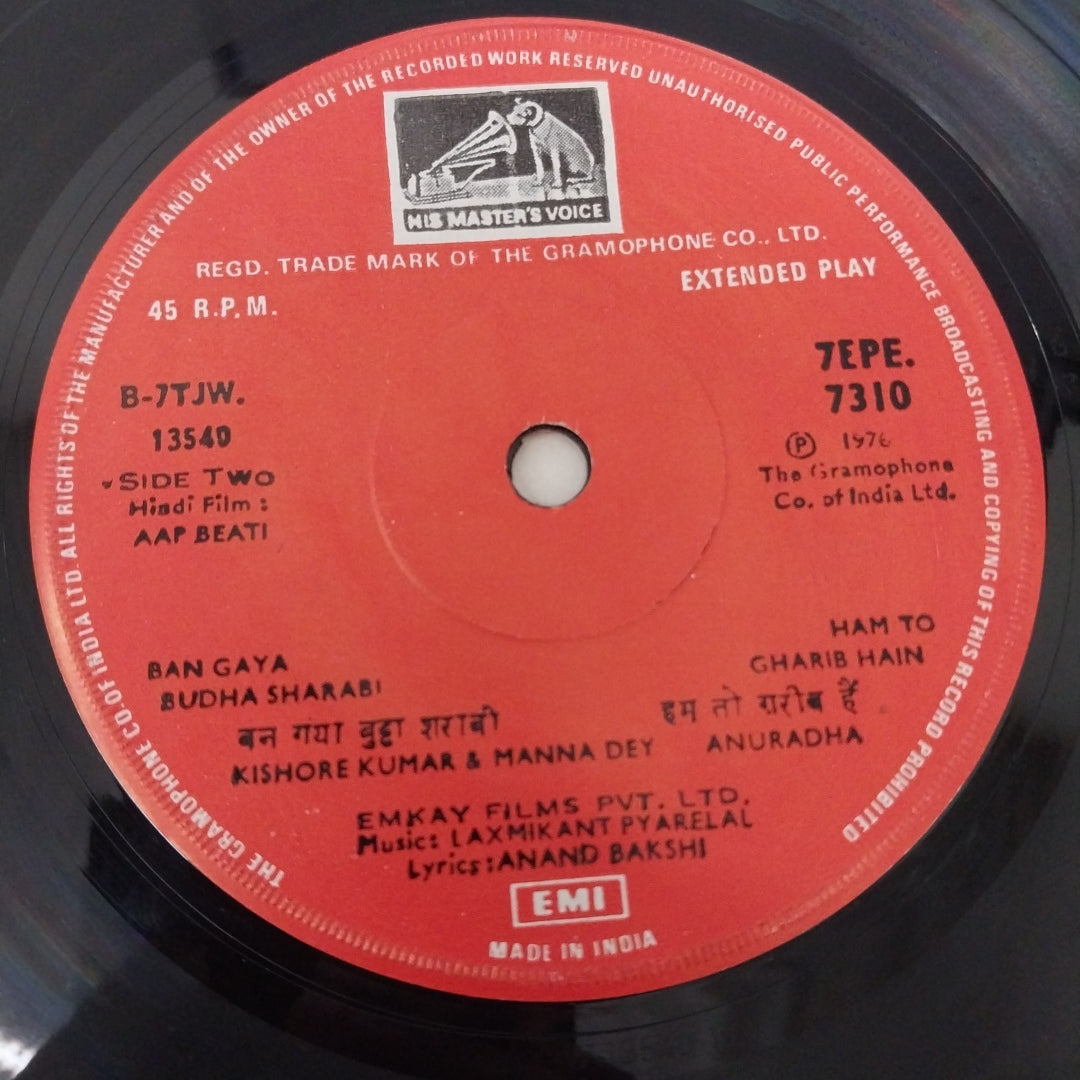 THE GRAMOPHONE CO. OF INDIA LTD. ALL RIGHTS OF THE MANUFACTURER AND OF THE OWNER OF THE RECORDED WORK RESERVED UNAUTHORISED PUBLIC PERFORMANCE BROADCASTING AND COPYING OF THIS RECORD PROHIBITED
HIS MASTER'S VOICE
REGD. TRADE MARK OF THE GRAMOPHONE CO., LTD.
45 R.P.M.
EXTENDED PLAY
B-7TJW.
13540
SIDE TWO
Hindi Film :
AAP BEATI
7EPE.
7310
Ⓟ 1976
The Gramophone
Co. of India Ltd.
BAN GAYA
BUDHA SHARABI
बन गया बुड्ढा शराबी
KISHORE KUMAR & MANNA DEY
HAM TO
GHARIB HAIN
हम तो ग़रीब हैं
ANURADHA
EMKAY FILMS PVT. LTD.
Music: LAXMIKANT PYARELAL
Lyrics: ANAND BAKSHI
EMI
MADE IN INDIA